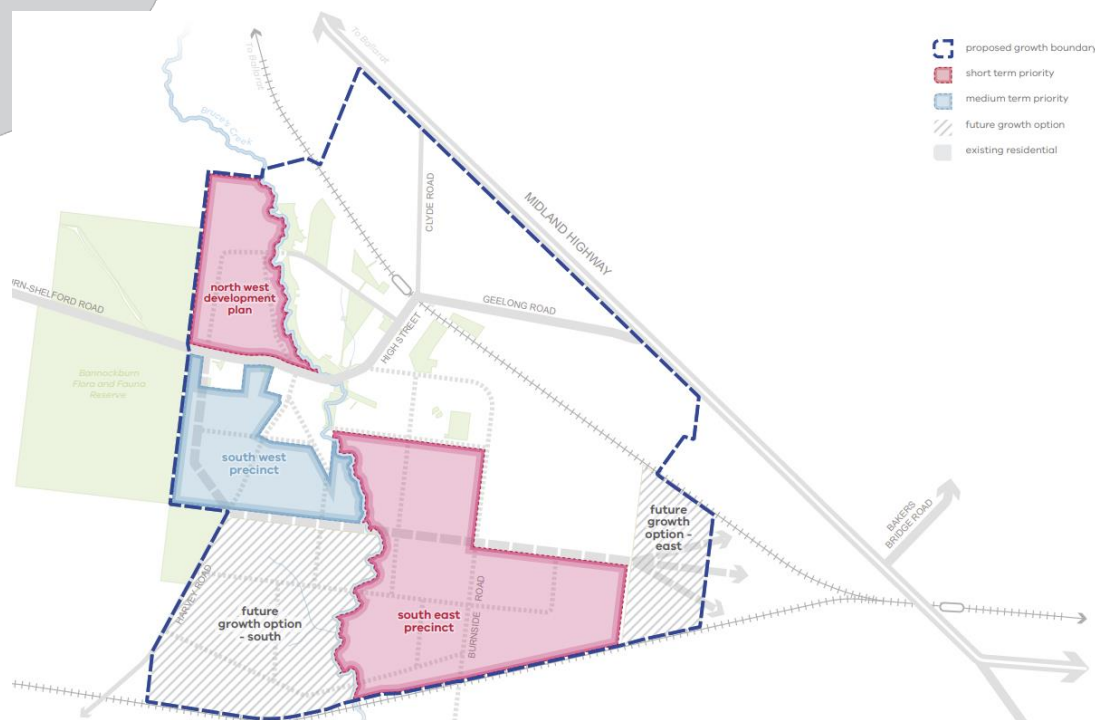 To Ballarat
To Ballarat
Bruce's Creek
proposed growth boundary
short term priority
medium term priority
future growth option
existing residential
CLYDE ROAD
MIDLAND HIGHWAY
north west
development
plan
GEELONG ROAD
URN-SHELFORD ROAD
HIGH STREET
Bannockburn
Flora and Fauna
Reserve
south west
precinct
future
growth
option -
east
BAKERS
BRIDGE ROAD
HARVEY ROAD
future
growth option
- south
south east
precinct
BURNSIDE ROAD